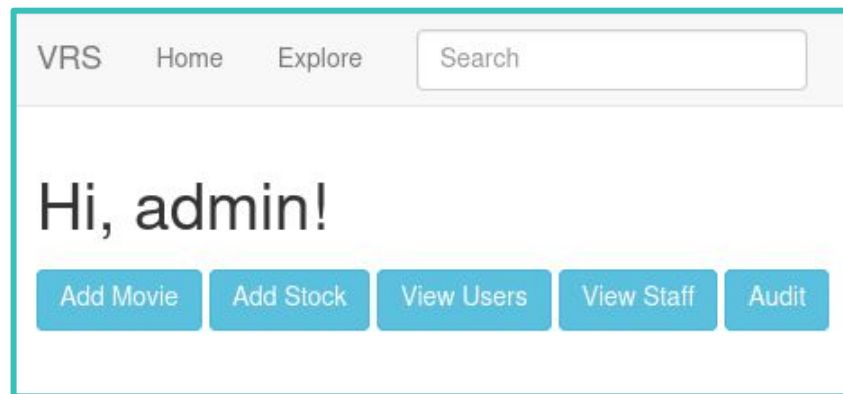 VRS Home Explore Search
Hi, admin!
Add Movie Add Stock View Users View Staff Audit